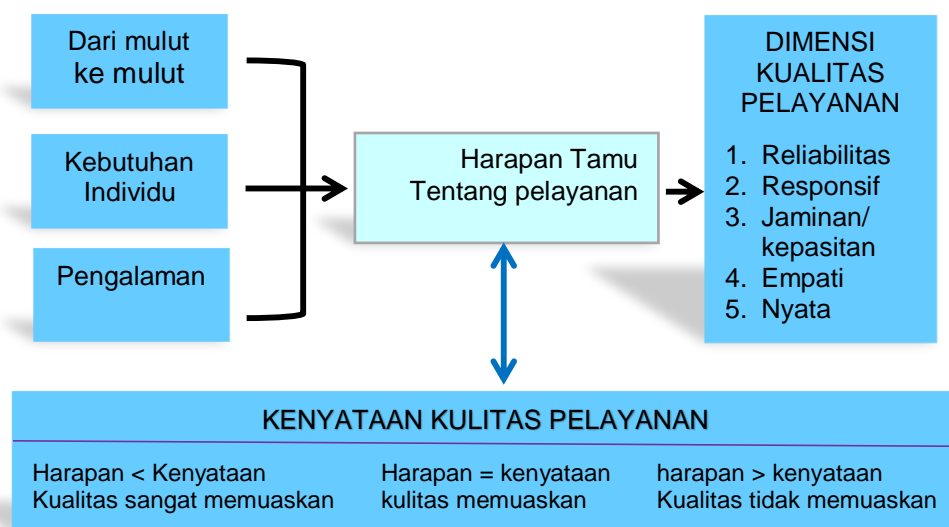 Dari mulut
ke mulut
Kebutuhan
Individu
Pengalaman
Harapan Tamu
Tentang pelayanan
DIMENSI
KUALITAS
PELAYANAN
1. Reliabilitas
2. Responsif
3. Jaminan/
kepasitan
4. Empati
5. Nyata
KENYATAAN KULITAS PELAYANAN
Harapan < Kenyataan
Kualitas sangat memuaskan
Harapan = kenyataan
kulitas memuaskan
harapan > kenyataan
Kualitas tidak memuaskan